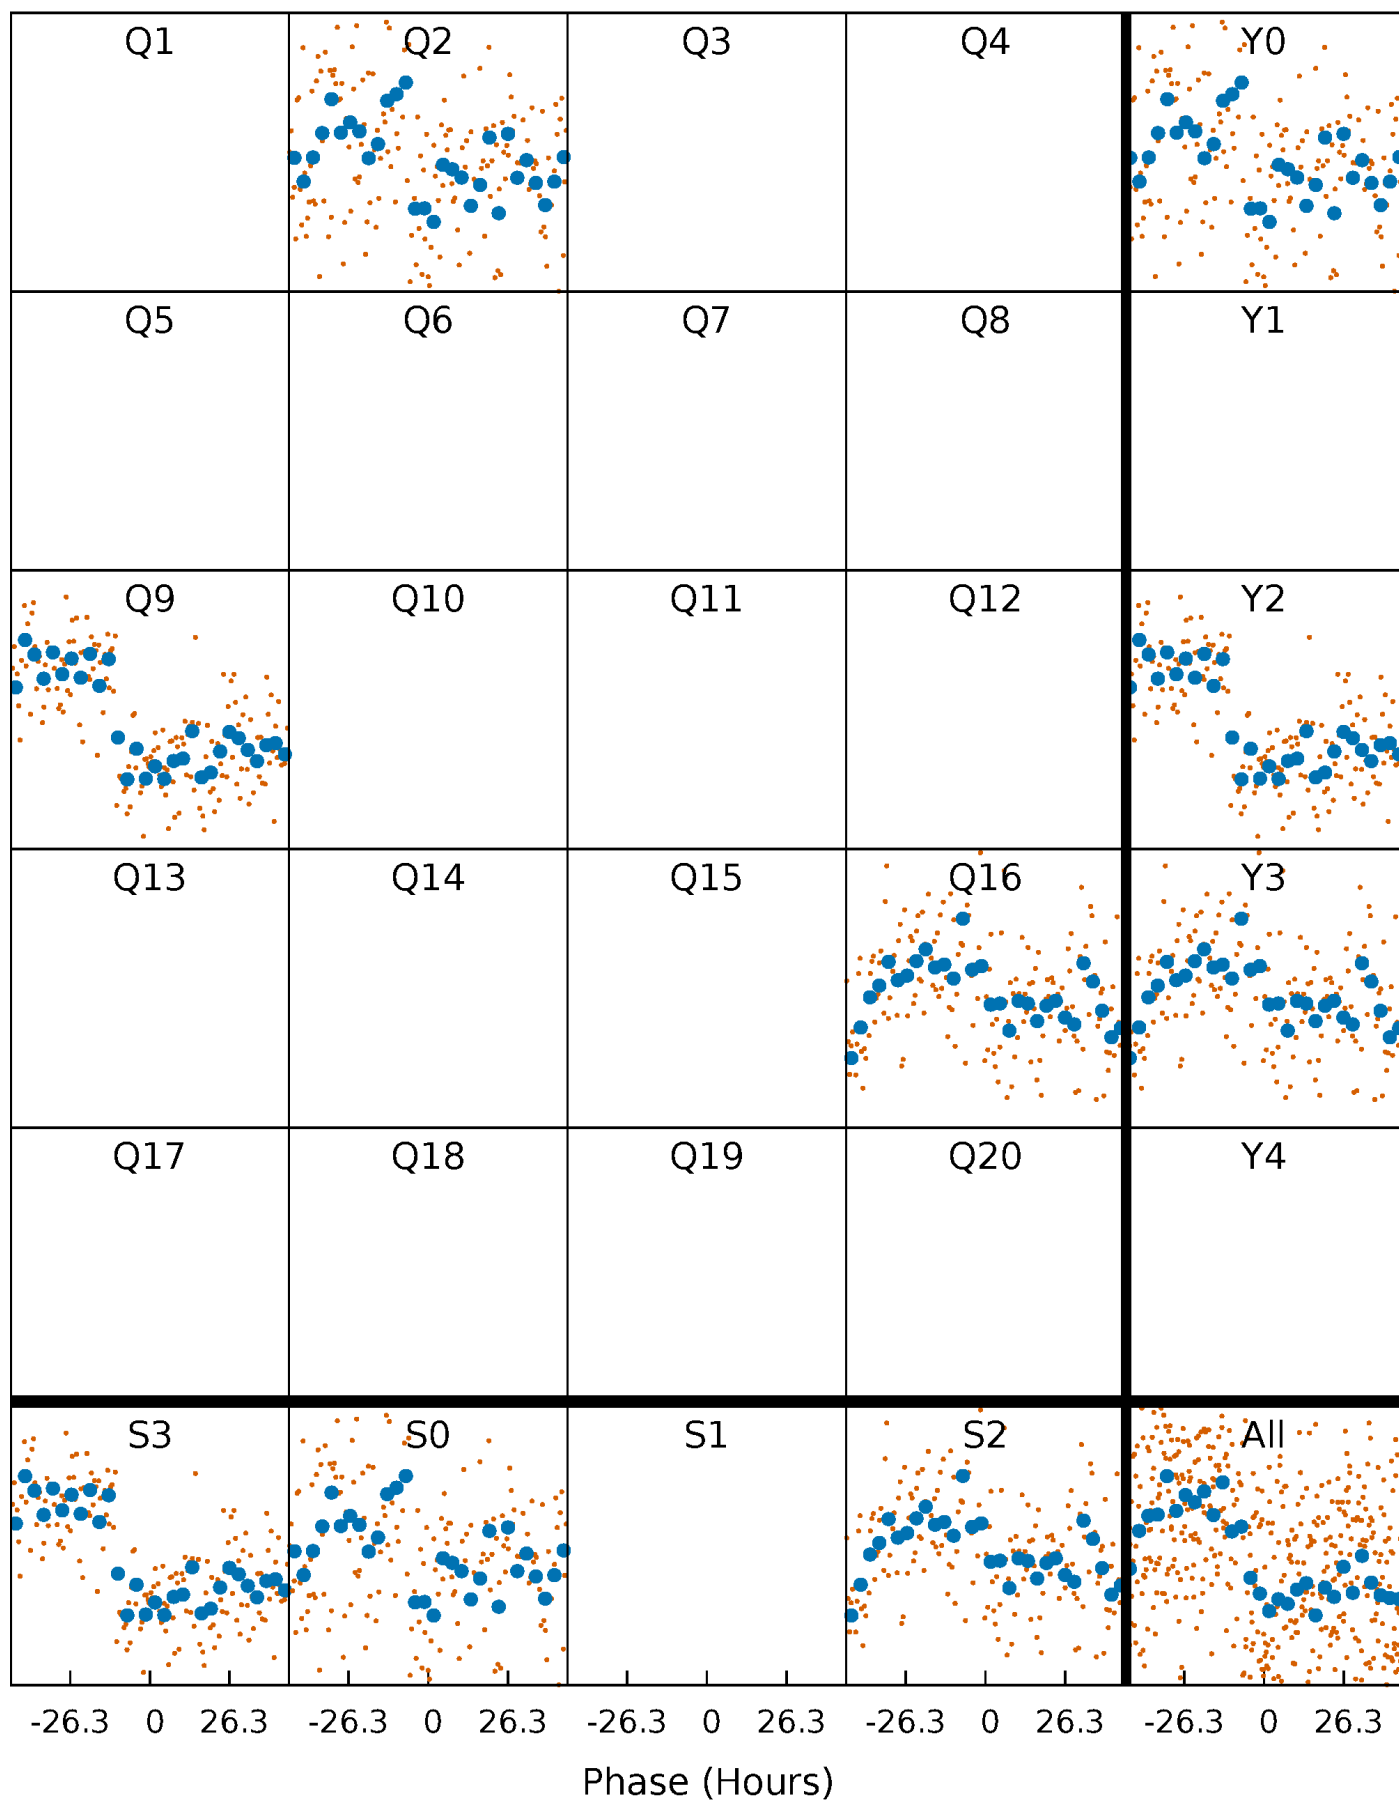 Q1 Q2 Q3 Q4 Y0
Q5 Q6 Q7 Q8 Y1
Q9 Q10 Q11 Q12 Y2
Q13 Q14 Q15 Q16 Y3
Q17 Q18 Q19 Q20 Y4
S3 S0 S1 S2 All
-26.3 0 26.3 -26.3 0 26.3 -26.3 0 26.3 -26.3 0 26.3 -26.3 0 26.3
Phase (Hours)